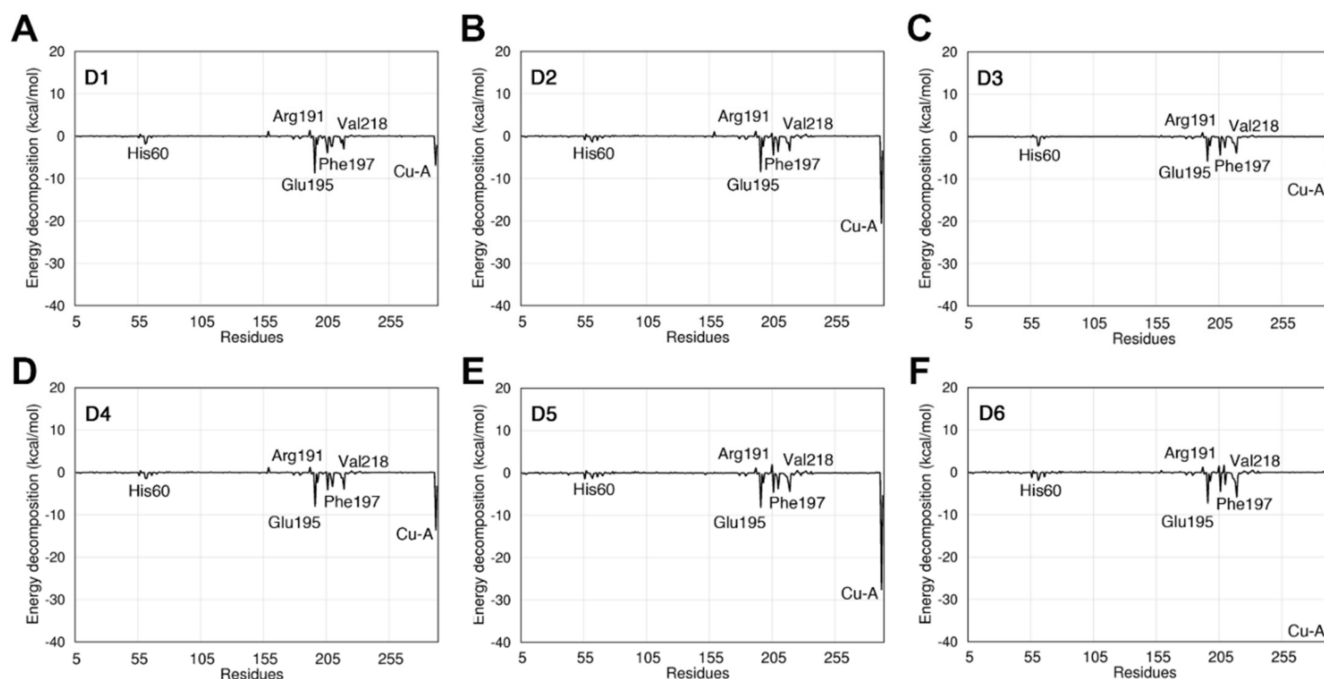 A
B
C
Energy decomposition (kcal/mol)
20
10
0
-10
-20
-30
-40
D1
His60
Arg191
Glu195
Phe197
Val218
Cu-A
5 55 105 155 205 255
Residues
Energy decomposition (kcal/mol)
20
10
0
-10
-20
-30
-40
D2
His60
Arg191
Glu195
Phe197
Val218
Cu-A
5 55 105 155 205 255
Residues
Energy decomposition (kcal/mol)
20
10
0
-10
-20
-30
-40
D3
His60
Arg191
Glu195
Phe197
Val218
Cu-A
5 55 105 155 205 255
Residues
D
E
F
Energy decomposition (kcal/mol)
20
10
0
-10
-20
-30
-40
D4
His60
Arg191
Glu195
Phe197
Val218
Cu-A
5 55 105 155 205 255
Residues
Energy decomposition (kcal/mol)
20
10
0
-10
-20
-30
-40
D5
His60
Arg191
Glu195
Phe197
Val218
Cu-A
5 55 105 155 205 255
Residues
Energy decomposition (kcal/mol)
20
10
0
-10
-20
-30
-40
D6
His60
Arg191
Glu195
Phe197
Val218
Cu-A
5 55 105 155 205 255
Residues